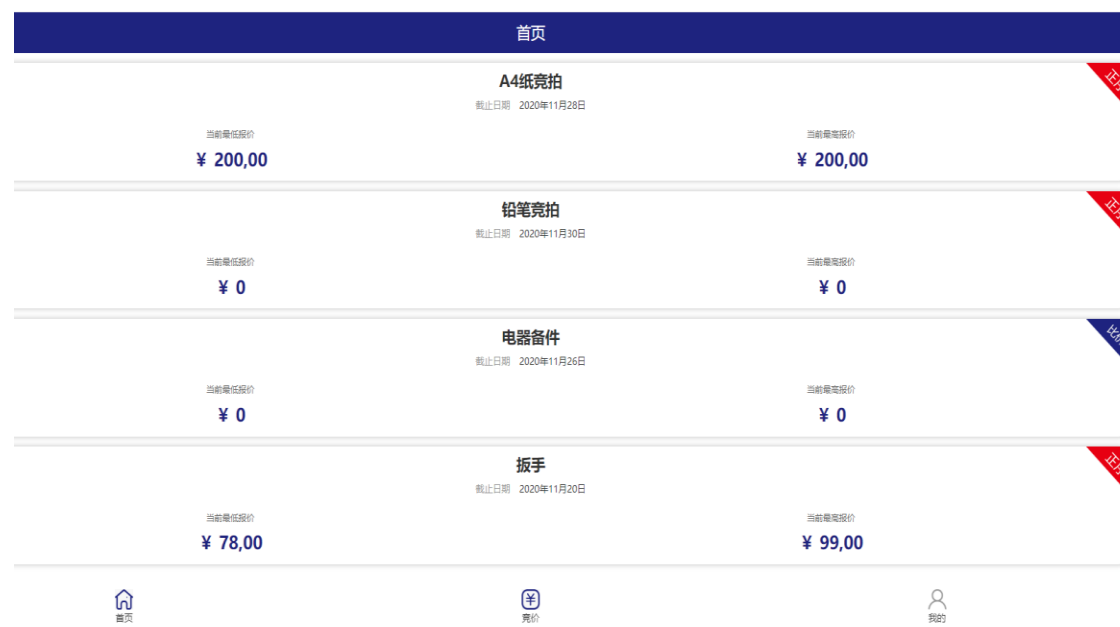 首页
A4纸竞拍
截止日期 2020年11月28日
当前最低报价 当前最高报价
¥ 200,00 ¥ 200,00
铅笔竞拍
截止日期 2020年11月30日
当前最低报价 当前最高报价
¥ 0 ¥ 0
电器备件
截止日期 2020年11月26日
当前最低报价 当前最高报价
¥ 0 ¥ 0
扳手
截止日期 2020年11月20日
当前最低报价 当前最高报价
¥ 78,00 ¥ 99,00
首页 竞价 我的